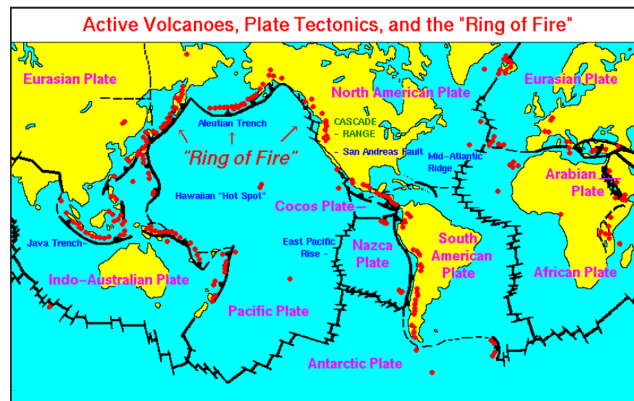 Active Volcanoes, Plate Tectonics, and the "Ring of Fire"
Eurasian Plate
North American Plate
Eurasian Plate
Aleutian Trench
CASCADE
RANGE
"Ring of Fire"
San Andreas Fault
Mid-Atlantic
Ridge
Arabian
Plate
Hawaiian "Hot Spot"
Cocos Plate
Java Trench
East Pacific
Rise
Nazca
Plate
South
American
Plate
Indo-Australian Plate
African Plate
Pacific Plate
Antarctic Plate